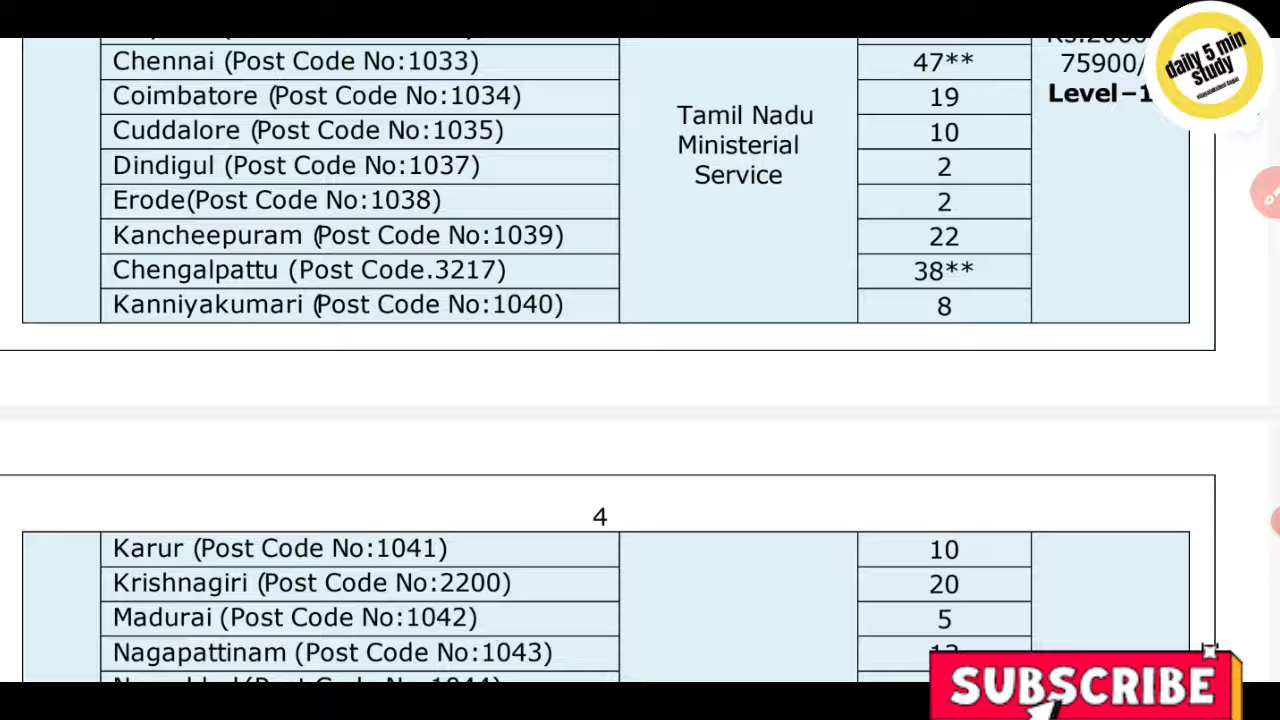 75900/
Chennai (Post Code No:1033) 47**
Level-1
Coimbatore (Post Code No:1034) 19
Tamil Nadu
Cuddalore (Post Code No:1035) 10
Ministerial
Dindigul (Post Code No:1037) 2
Service
Erode(Post Code No:1038) 2
Kancheepuram (Post Code No:1039) 22
Chengalpattu (Post Code.3217) 38**
Kanniyakumari (Post Code No:1040) 8
4
Karur (Post Code No:1041) 10
Krishnagiri (Post Code No:2200) 20
Madurai (Post Code No:1042) 5
Nagapattinam (Post Code No:1043)
daily 5 min
study
SUBSCRIBE